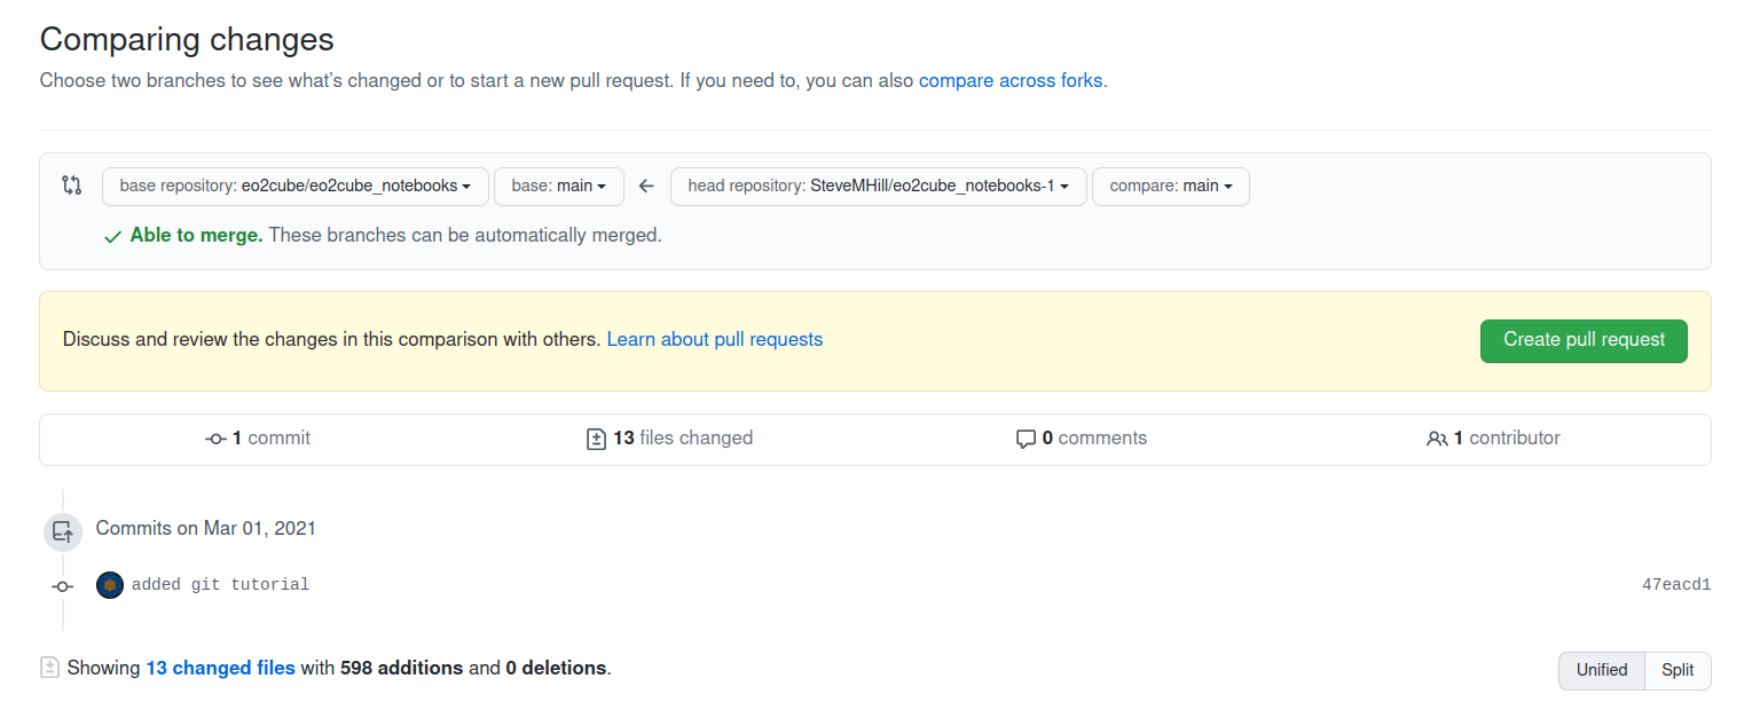 Comparing changes
Choose two branches to see what's changed or to start a new pull request. If you need to, you can also compare across forks.
base repository: eo2cube/eo2cube_notebooks base: main head repository: SteveMHill/eo2cube_notebooks-1 compare: main
Able to merge. These branches can be automatically merged.
Discuss and review the changes in this comparison with others. Learn about pull requests Create pull request
1 commit 13 files changed 0 comments 1 contributor
Commits on Mar 01, 2021
added git tutorial 47eacd1
Showing 13 changed files with 598 additions and 0 deletions. Unified Split